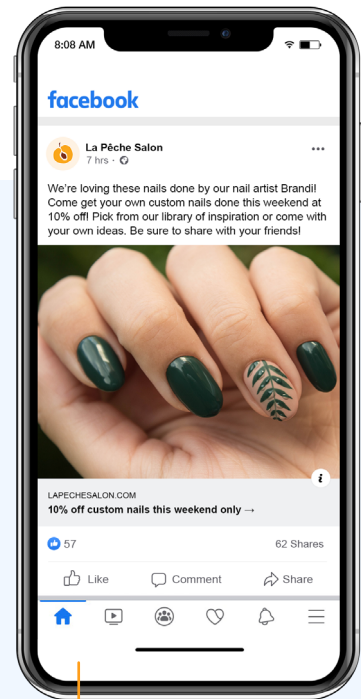 8:08 AM
facebook
La Pêche Salon
7 hrs ·
We're loving these nails done by our nail artist Brandi!
Come get your own custom nails done this weekend at
10% off! Pick from our library of inspiration or come with
your own ideas. Be sure to share with your friends!
i
LAPECHESALON.COM
10% off custom nails this weekend only →
57 62 Shares
Like Comment Share